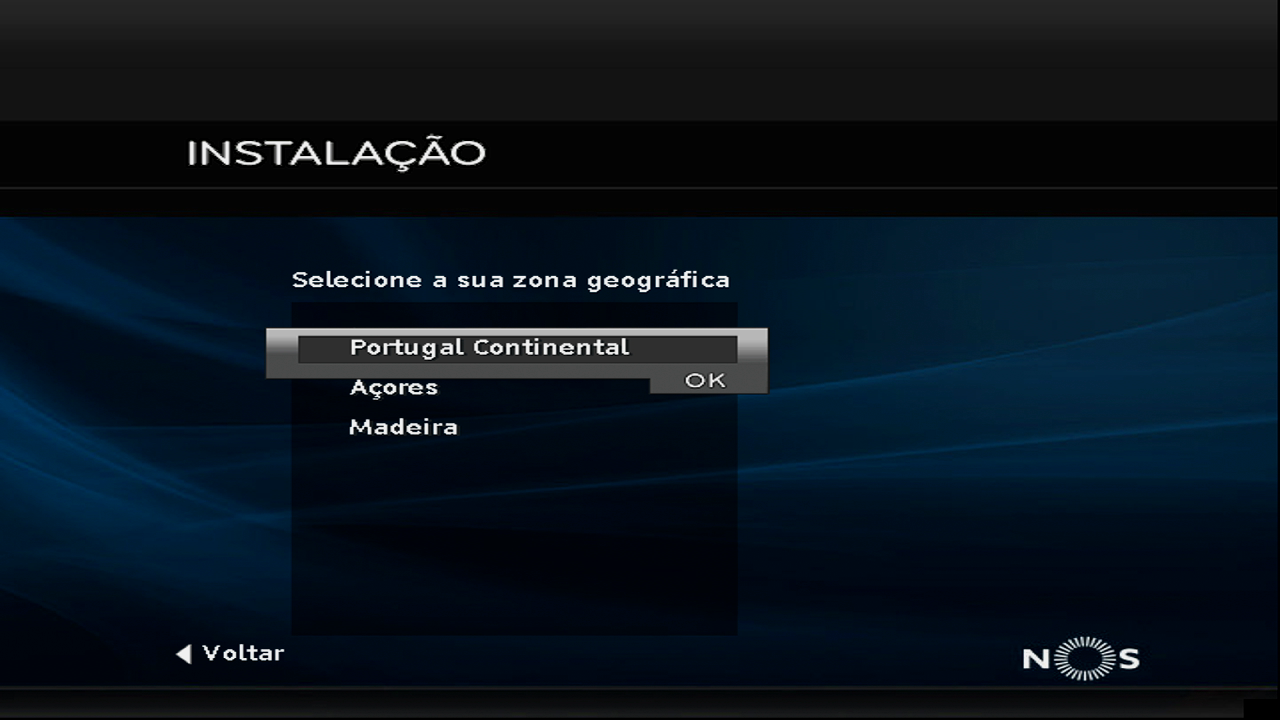 INSTALAÇÃO
Selecione a sua zona geográfica
Portugal Continental
OK
Açores
Madeira
Voltar
NOS